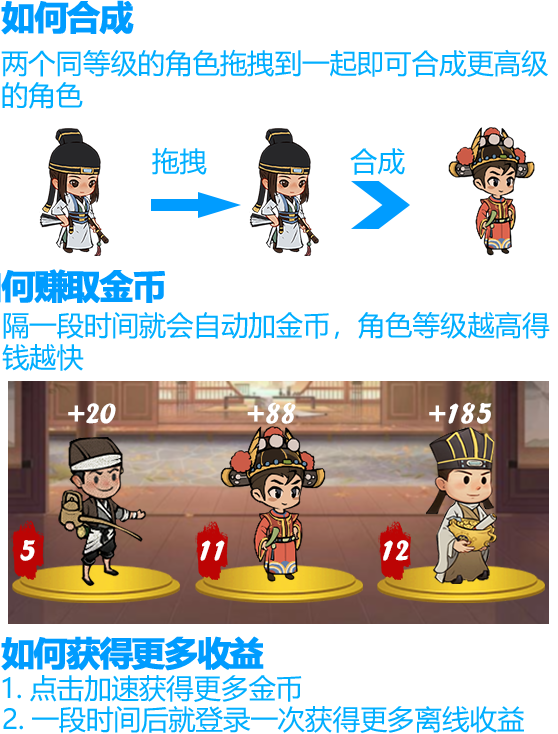 如何合成
两个同等级的角色拖拽到一起即可合成更高级
的角色
拖拽
合成
如何赚取金币
隔一段时间就会自动加金币，角色等级越高得
钱越快
+20
+88
+185
5
11
12
如何获得更多收益
1. 点击加速获得更多金币
2. 一段时间后就登录一次获得更多离线收益